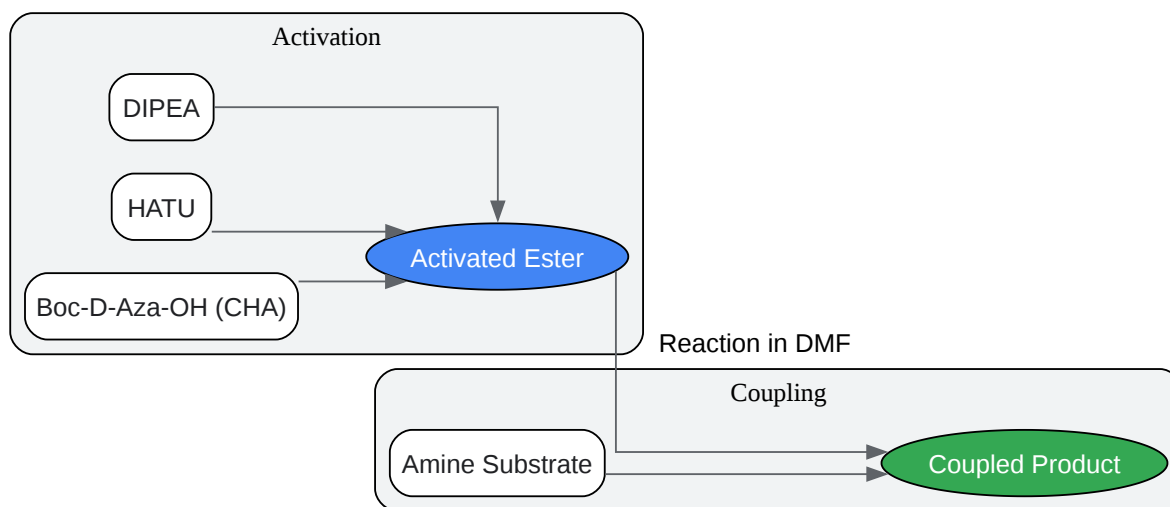 Activation
DIPEA
HATU
Activated Ester
Boc-D-Aza-OH (CHA)
Reaction in DMF
Coupling
Amine Substrate
Coupled Product